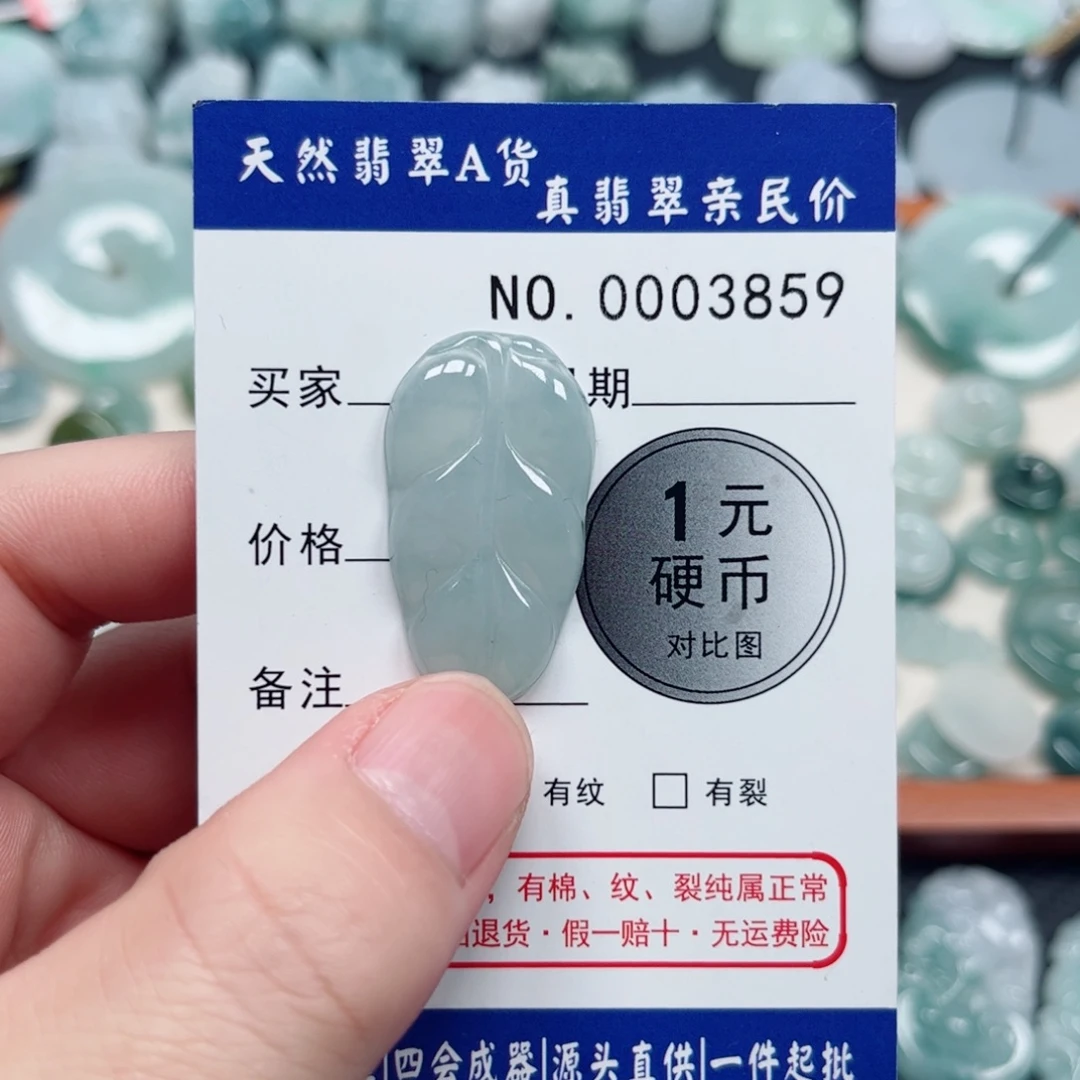 天然翡翠A货
真翡翠亲民价
NO. 0003859
买家 期
价格
备注
1元
硬币
对比图
有纹 □ 有裂
，有棉、纹、裂纯属正常
退货·假一赔十·无运费险
四会成器|源头直供|一件起批